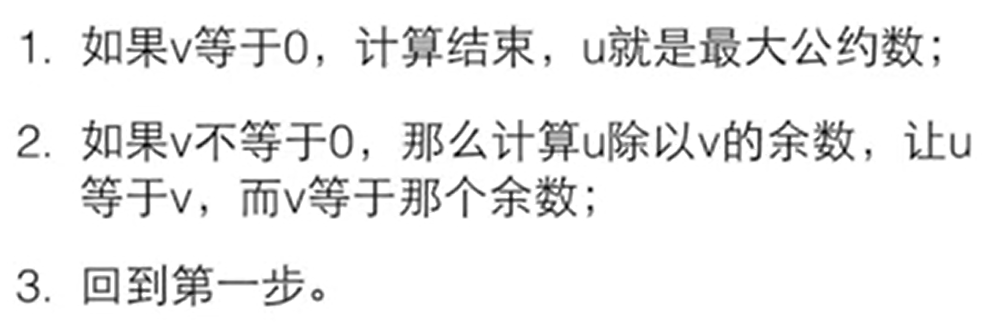 1. 如果v等于0，计算结束，u就是最大公约数；
2. 如果v不等于0，那么计算u除以v的余数，让u
等于v，而v等于那个余数；
3. 回到第一步。